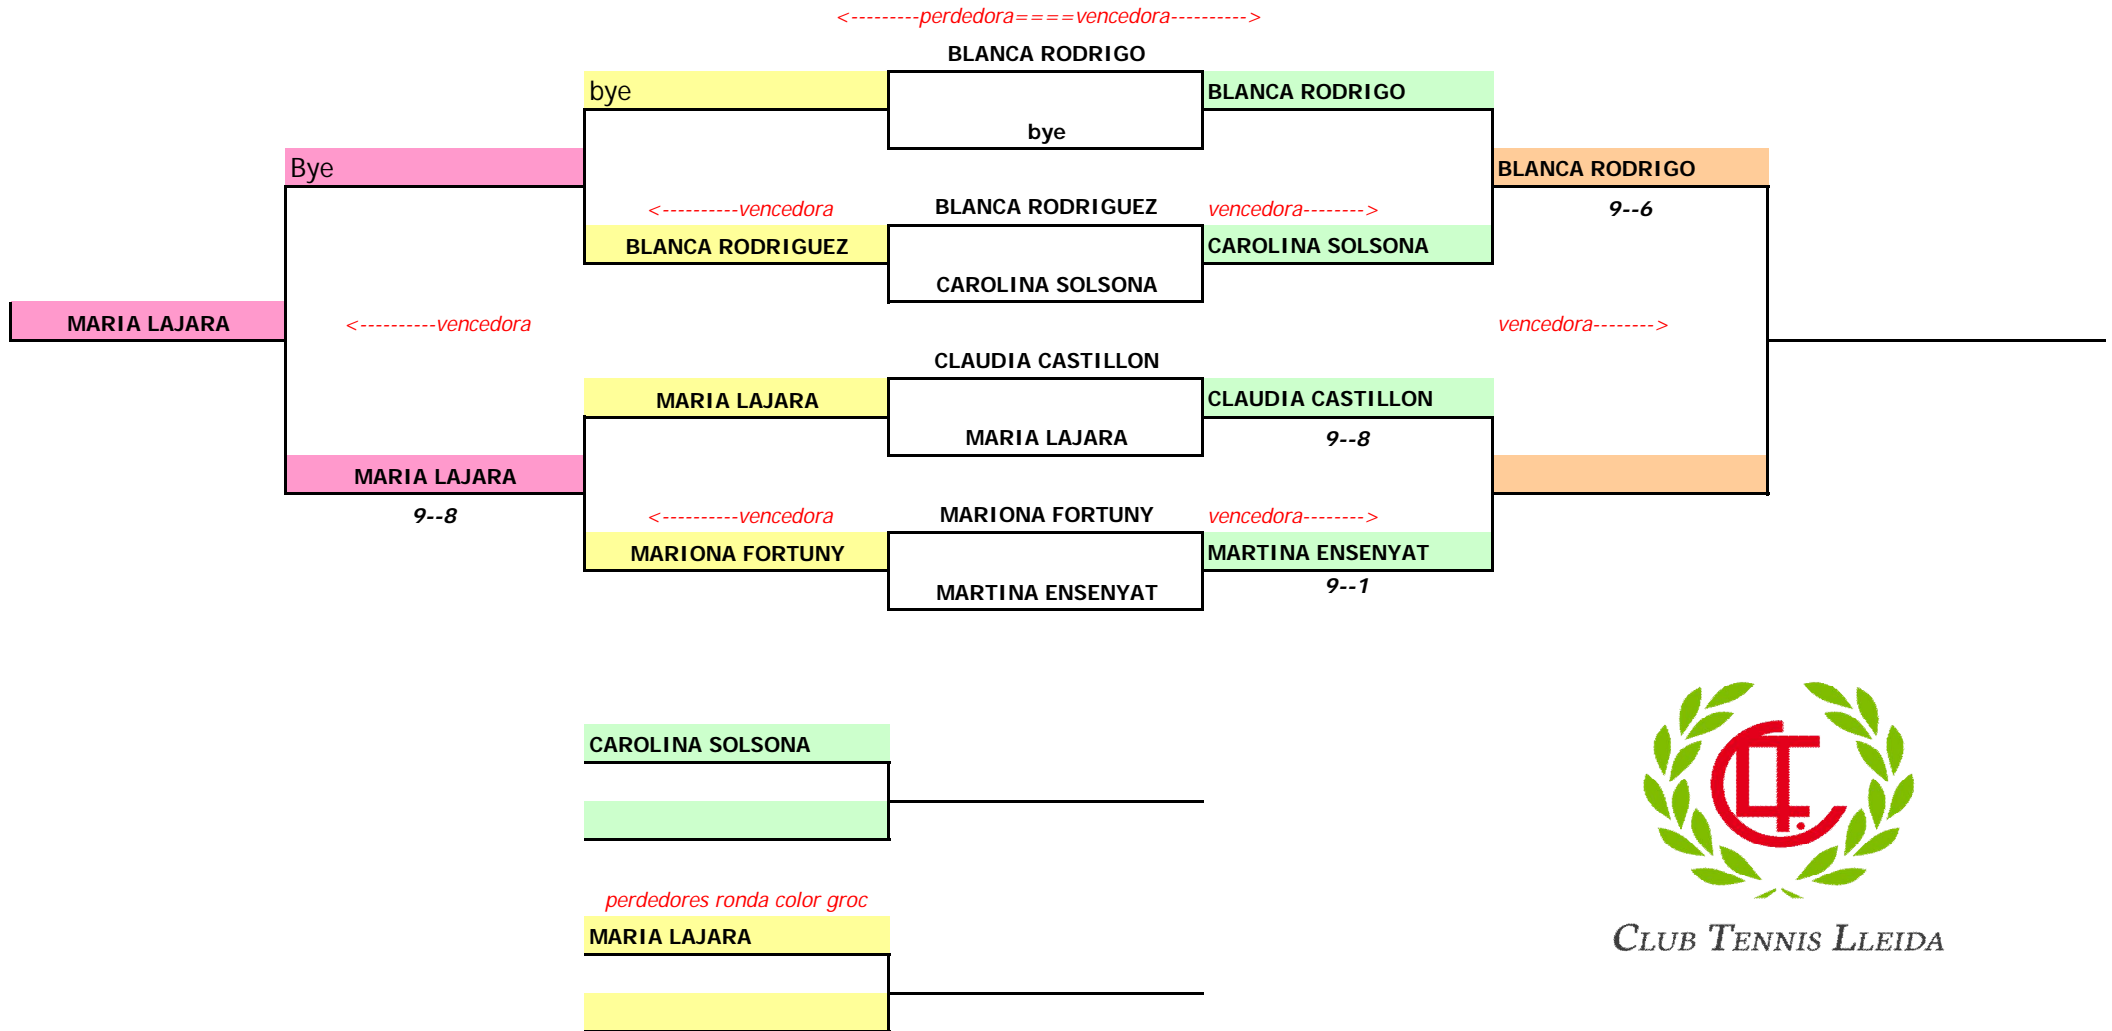 <---------perdedora====vencedora---------->
BLANCA RODRIGO
bye
BLANCA RODRIGO
bye
Bye
BLANCA RODRIGO
<----------vencedora
BLANCA RODRIGUEZ
vencedora-------->
9--6
BLANCA RODRIGUEZ
CAROLINA SOLSONA
CAROLINA SOLSONA
MARIA LAJARA
<----------vencedora
vencedora-------->
CLAUDIA CASTILLON
MARIA LAJARA
CLAUDIA CASTILLON
MARIA LAJARA
9--8
MARIA LAJARA
9--8
<----------vencedora
MARIONA FORTUNY
vencedora-------->
MARIONA FORTUNY
MARTINA ENSENYAT
MARTINA ENSENYAT
9--1
CAROLINA SOLSONA
perdedores ronda color groc
MARIA LAJARA
CLUB TENNIS LLEIDA